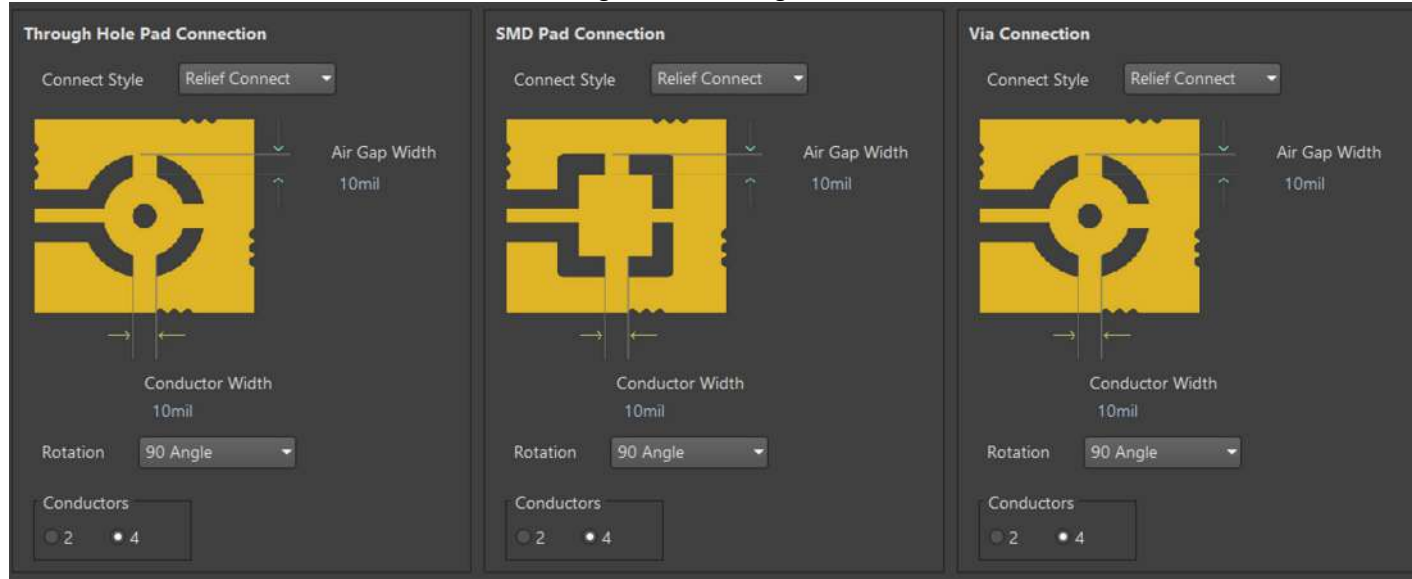 Through Hole Pad Connection
Connect Style Relief Connect
Air Gap Width
10mil
Conductor Width
10mil
Rotation 90 Angle
Conductors
2 4
SMD Pad Connection
Connect Style Relief Connect
Air Gap Width
10mil
Conductor Width
10mil
Rotation 90 Angle
Conductors
2 4
Via Connection
Connect Style Relief Connect
Air Gap Width
10mil
Conductor Width
10mil
Rotation 90 Angle
Conductors
2 4